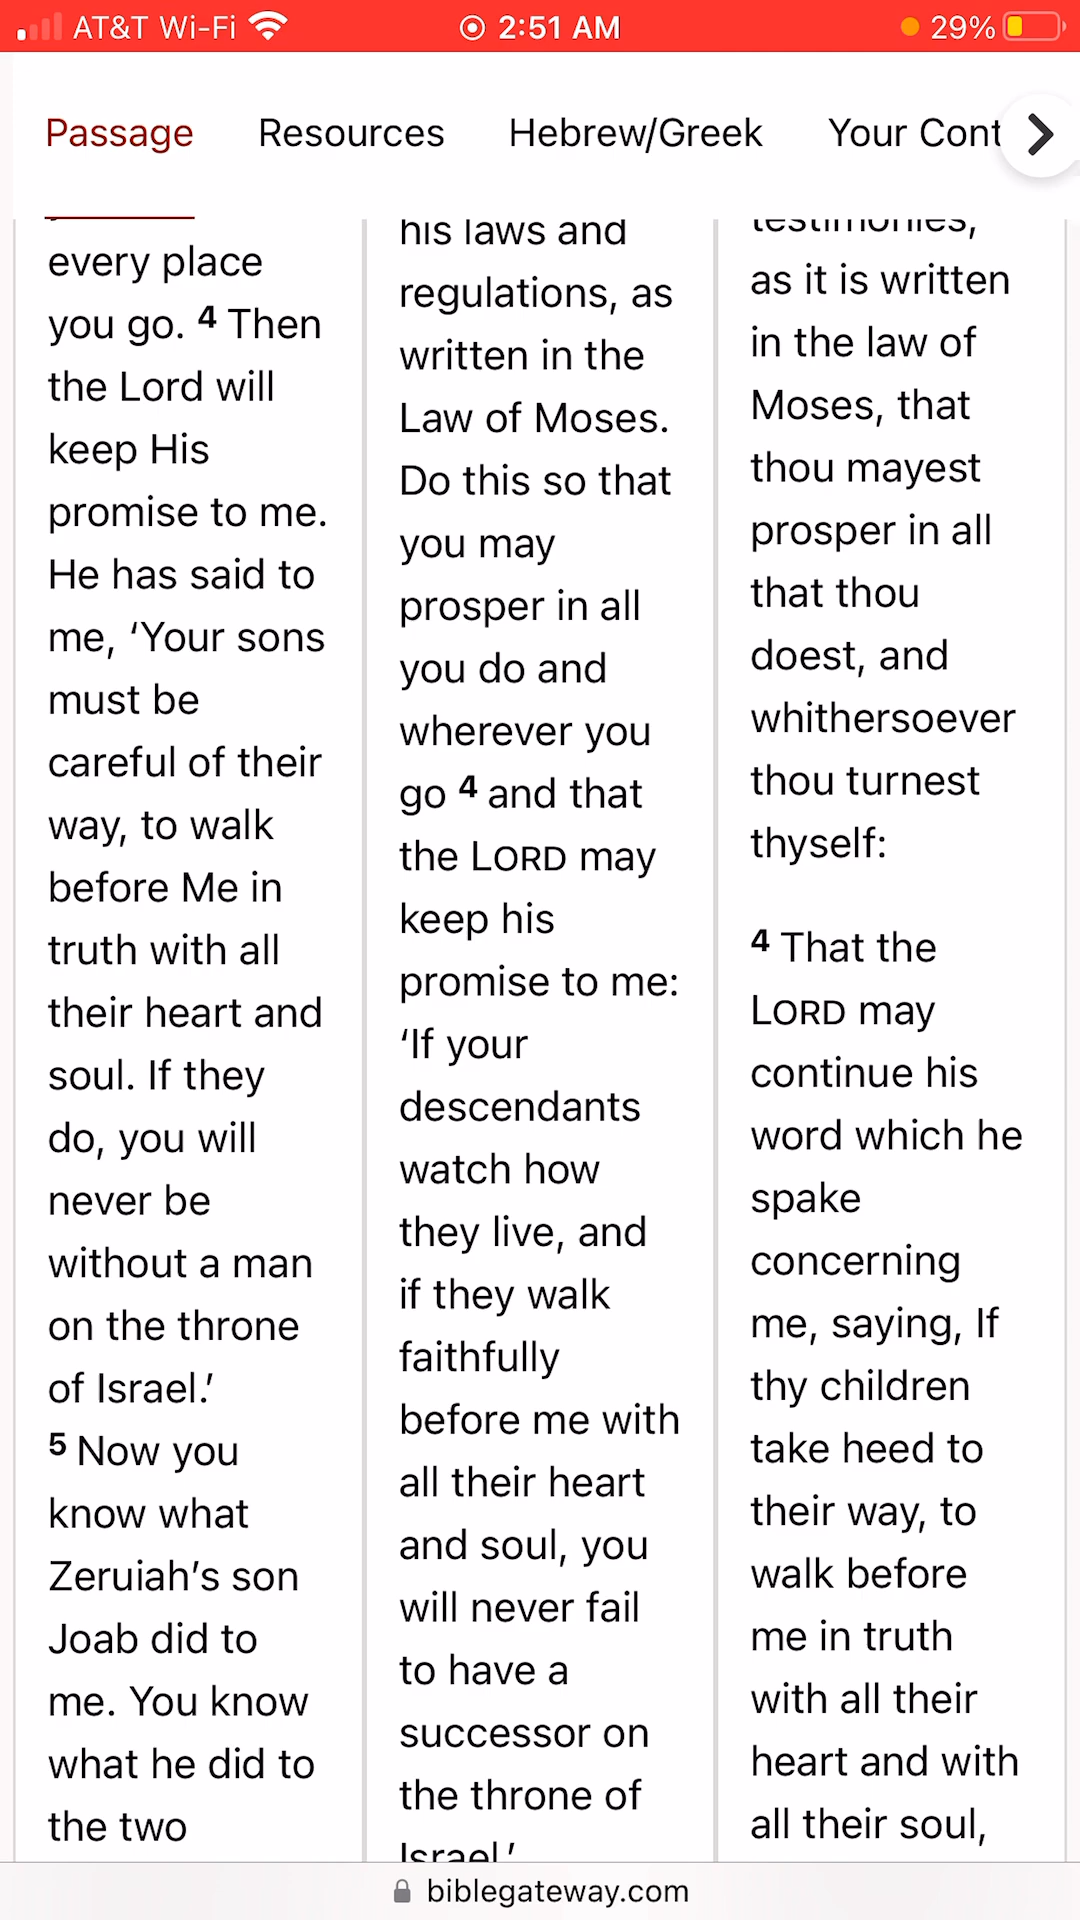 AT&T Wi-Fi 2:51 AM 29%
Passage Resources Hebrew/Greek Your Cont
every place
you go. 4 Then
the Lord will
keep His
promise to me.
He has said to
me, ‘Your sons
must be
careful of their
way, to walk
before Me in
truth with all
their heart and
soul. If they
do, you will
never be
without a man
on the throne
of Israel.’
5 Now you
know what
Zeruiah’s son
Joab did to
me. You know
what he did to
the two
his laws and
regulations, as
written in the
Law of Moses.
Do this so that
you may
prosper in all
you do and
wherever you
go 4 and that
the LORD may
keep his
promise to me:
‘If your
descendants
watch how
they live, and
if they walk
faithfully
before me with
all their heart
and soul, you
will never fail
to have a
successor on
the throne of
Israel.’
testimonies,
as it is written
in the law of
Moses, that
thou mayest
prosper in all
that thou
doest, and
whithersoever
thou turnest
thyself:
4 That the
LORD may
continue his
word which he
spake
concerning
me, saying, If
thy children
take heed to
their way, to
walk before
me in truth
with all their
heart and with
all their soul,
biblegateway.com